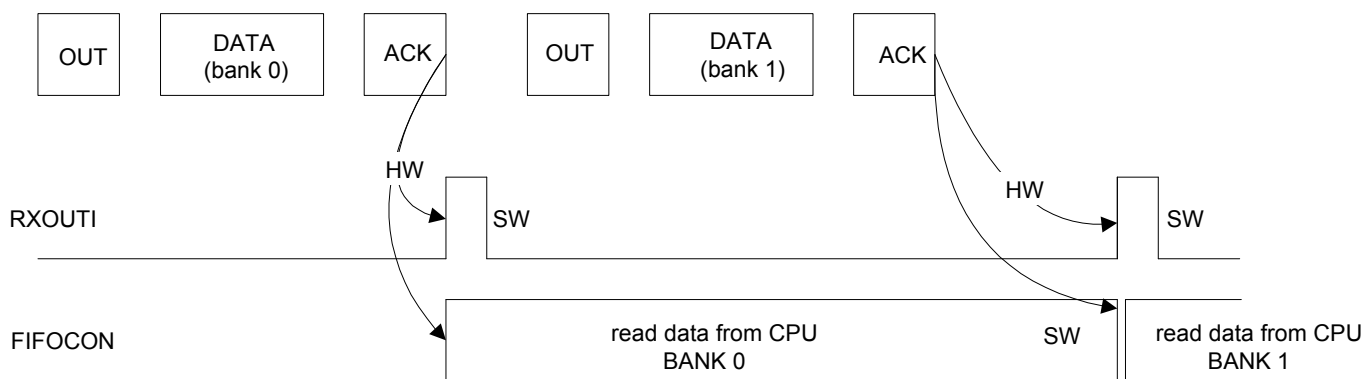 OUT
DATA
(bank 0)
ACK
OUT
DATA
(bank 1)
ACK
HW
HW
RXOUTI
SW
SW
FIFOCON
read data from CPU
BANK 0
SW
read data from CPU
BANK 1